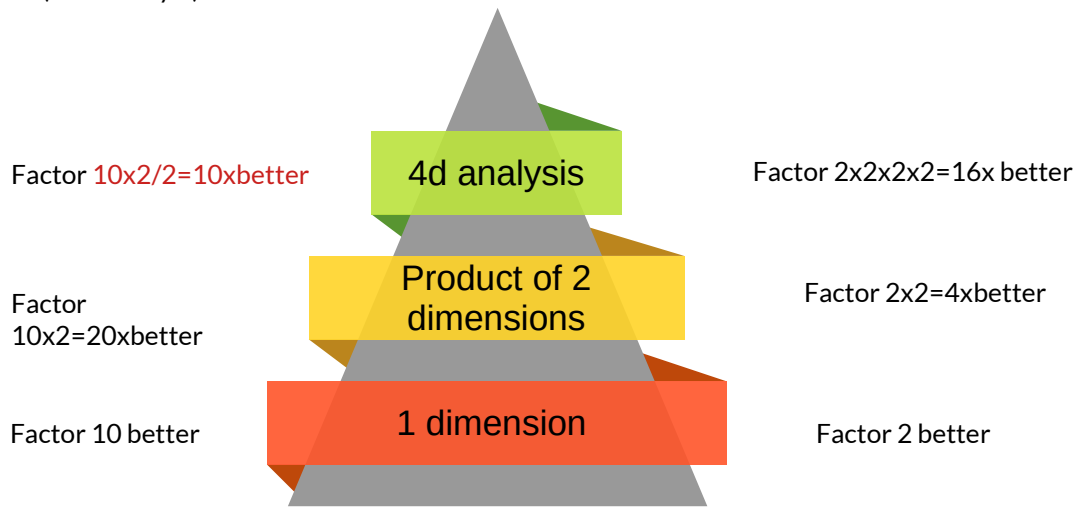 Factor 10x2/2=10xbetter
4d analysis
Factor 2x2x2x2=16x better
Product of 2
dimensions
Factor 2x2=4xbetter
Factor
10x2=20xbetter
1 dimension
Factor 10 better
Factor 2 better